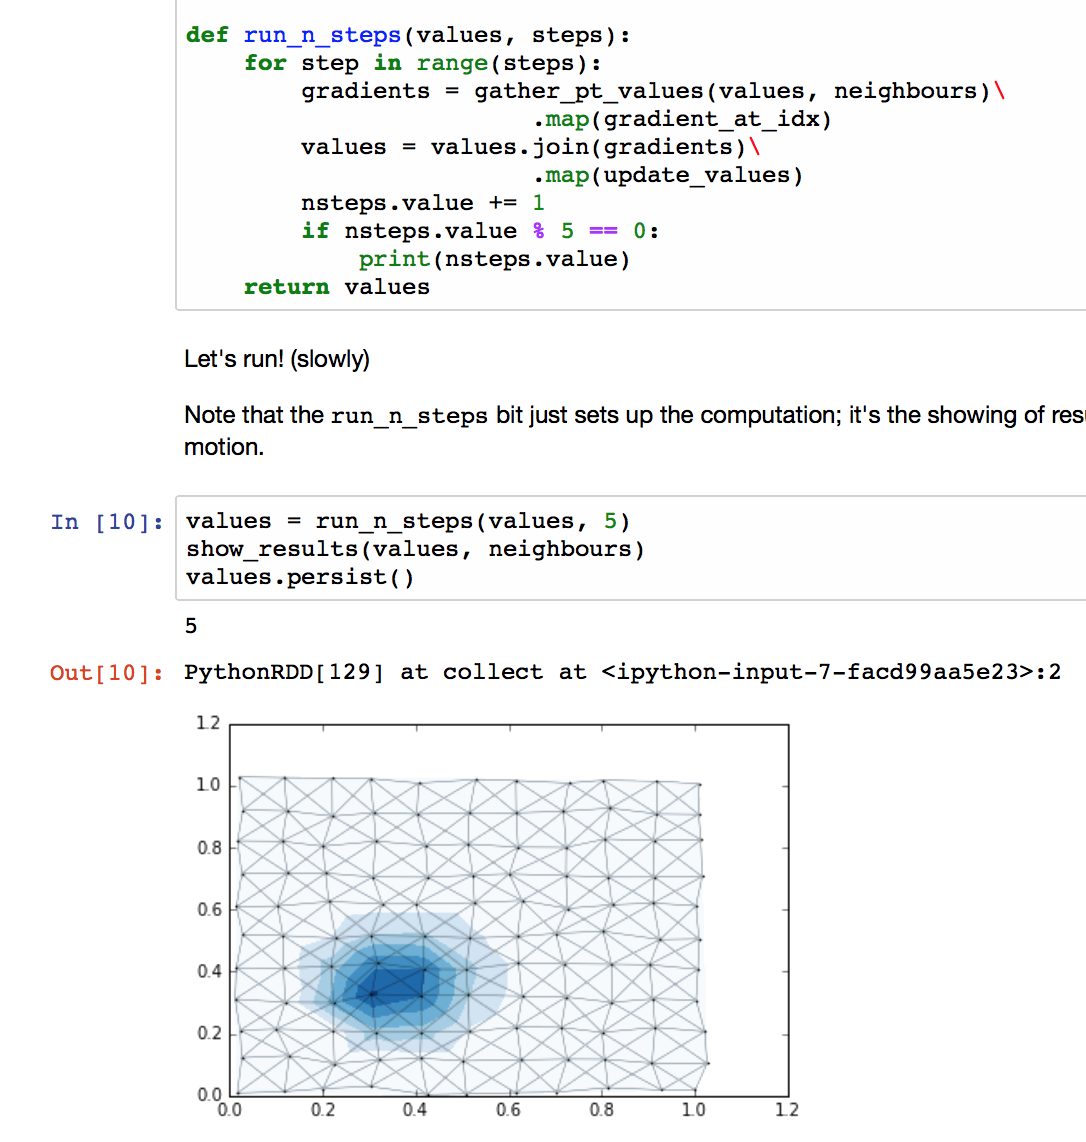 def run_n_steps(values, steps):
    for step in range(steps):
        gradients = gather_pt_values(values, neighbours)\
                        .map(gradient_at_idx)
        values = values.join(gradients)\
                        .map(update_values)
        nsteps.value += 1
        if nsteps.value % 5 == 0:
            print(nsteps.value)
    return values
Let's run! (slowly)
Note that the run_n_steps bit just sets up the computation; it's the showing of res
motion.
In [10]: values = run_n_steps(values, 5)
show_results(values, neighbours)
values.persist()
5
Out[10]: PythonRDD[129] at collect at <ipython-input-7-facd99aa5e23>:2
1.2
1.0
0.8
0.6
0.4
0.2
0.0
0.0 0.2 0.4 0.6 0.8 1.0 1.2